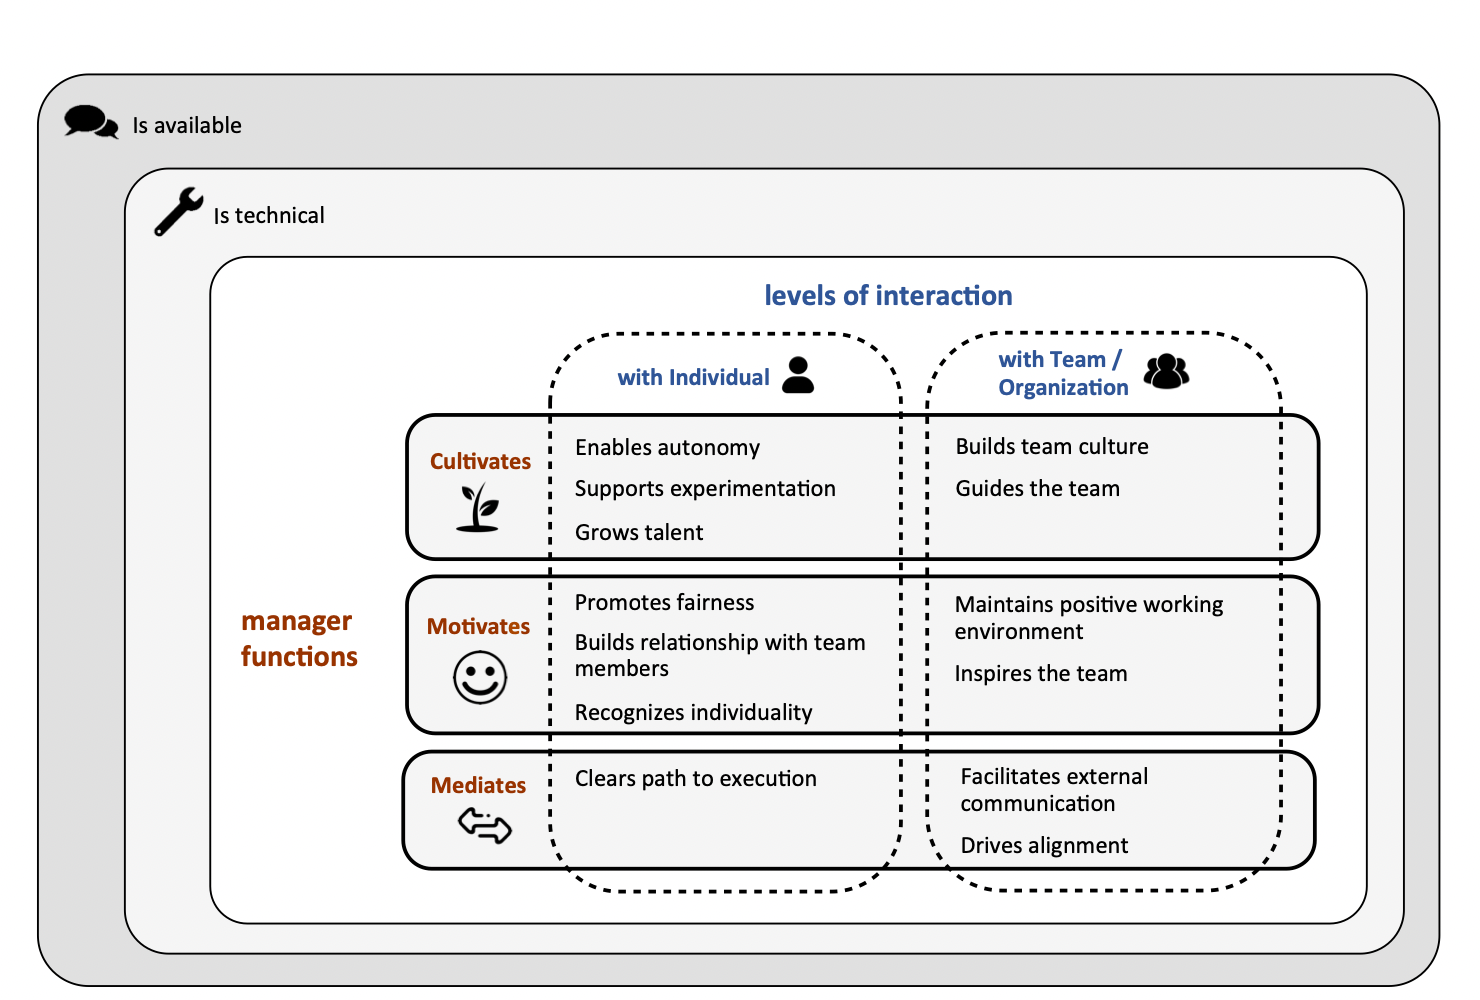 Is available
Is technical
levels of interaction
with Individual
with Team /
Organization
manager
functions
Cultivates
Enables autonomy
Supports experimentation
Grows talent
Builds team culture
Guides the team
Motivates
Promotes fairness
Builds relationship with team
members
Recognizes individuality
Maintains positive working
environment
Inspires the team
Mediates
Clears path to execution
Facilitates external
communication
Drives alignment